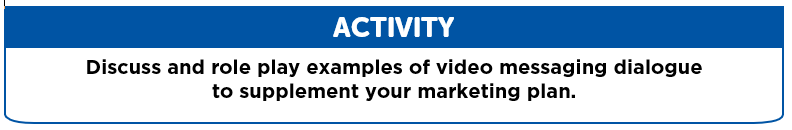 ACTIVITY
Discuss and role play examples of video messaging dialogue
to supplement your marketing plan.